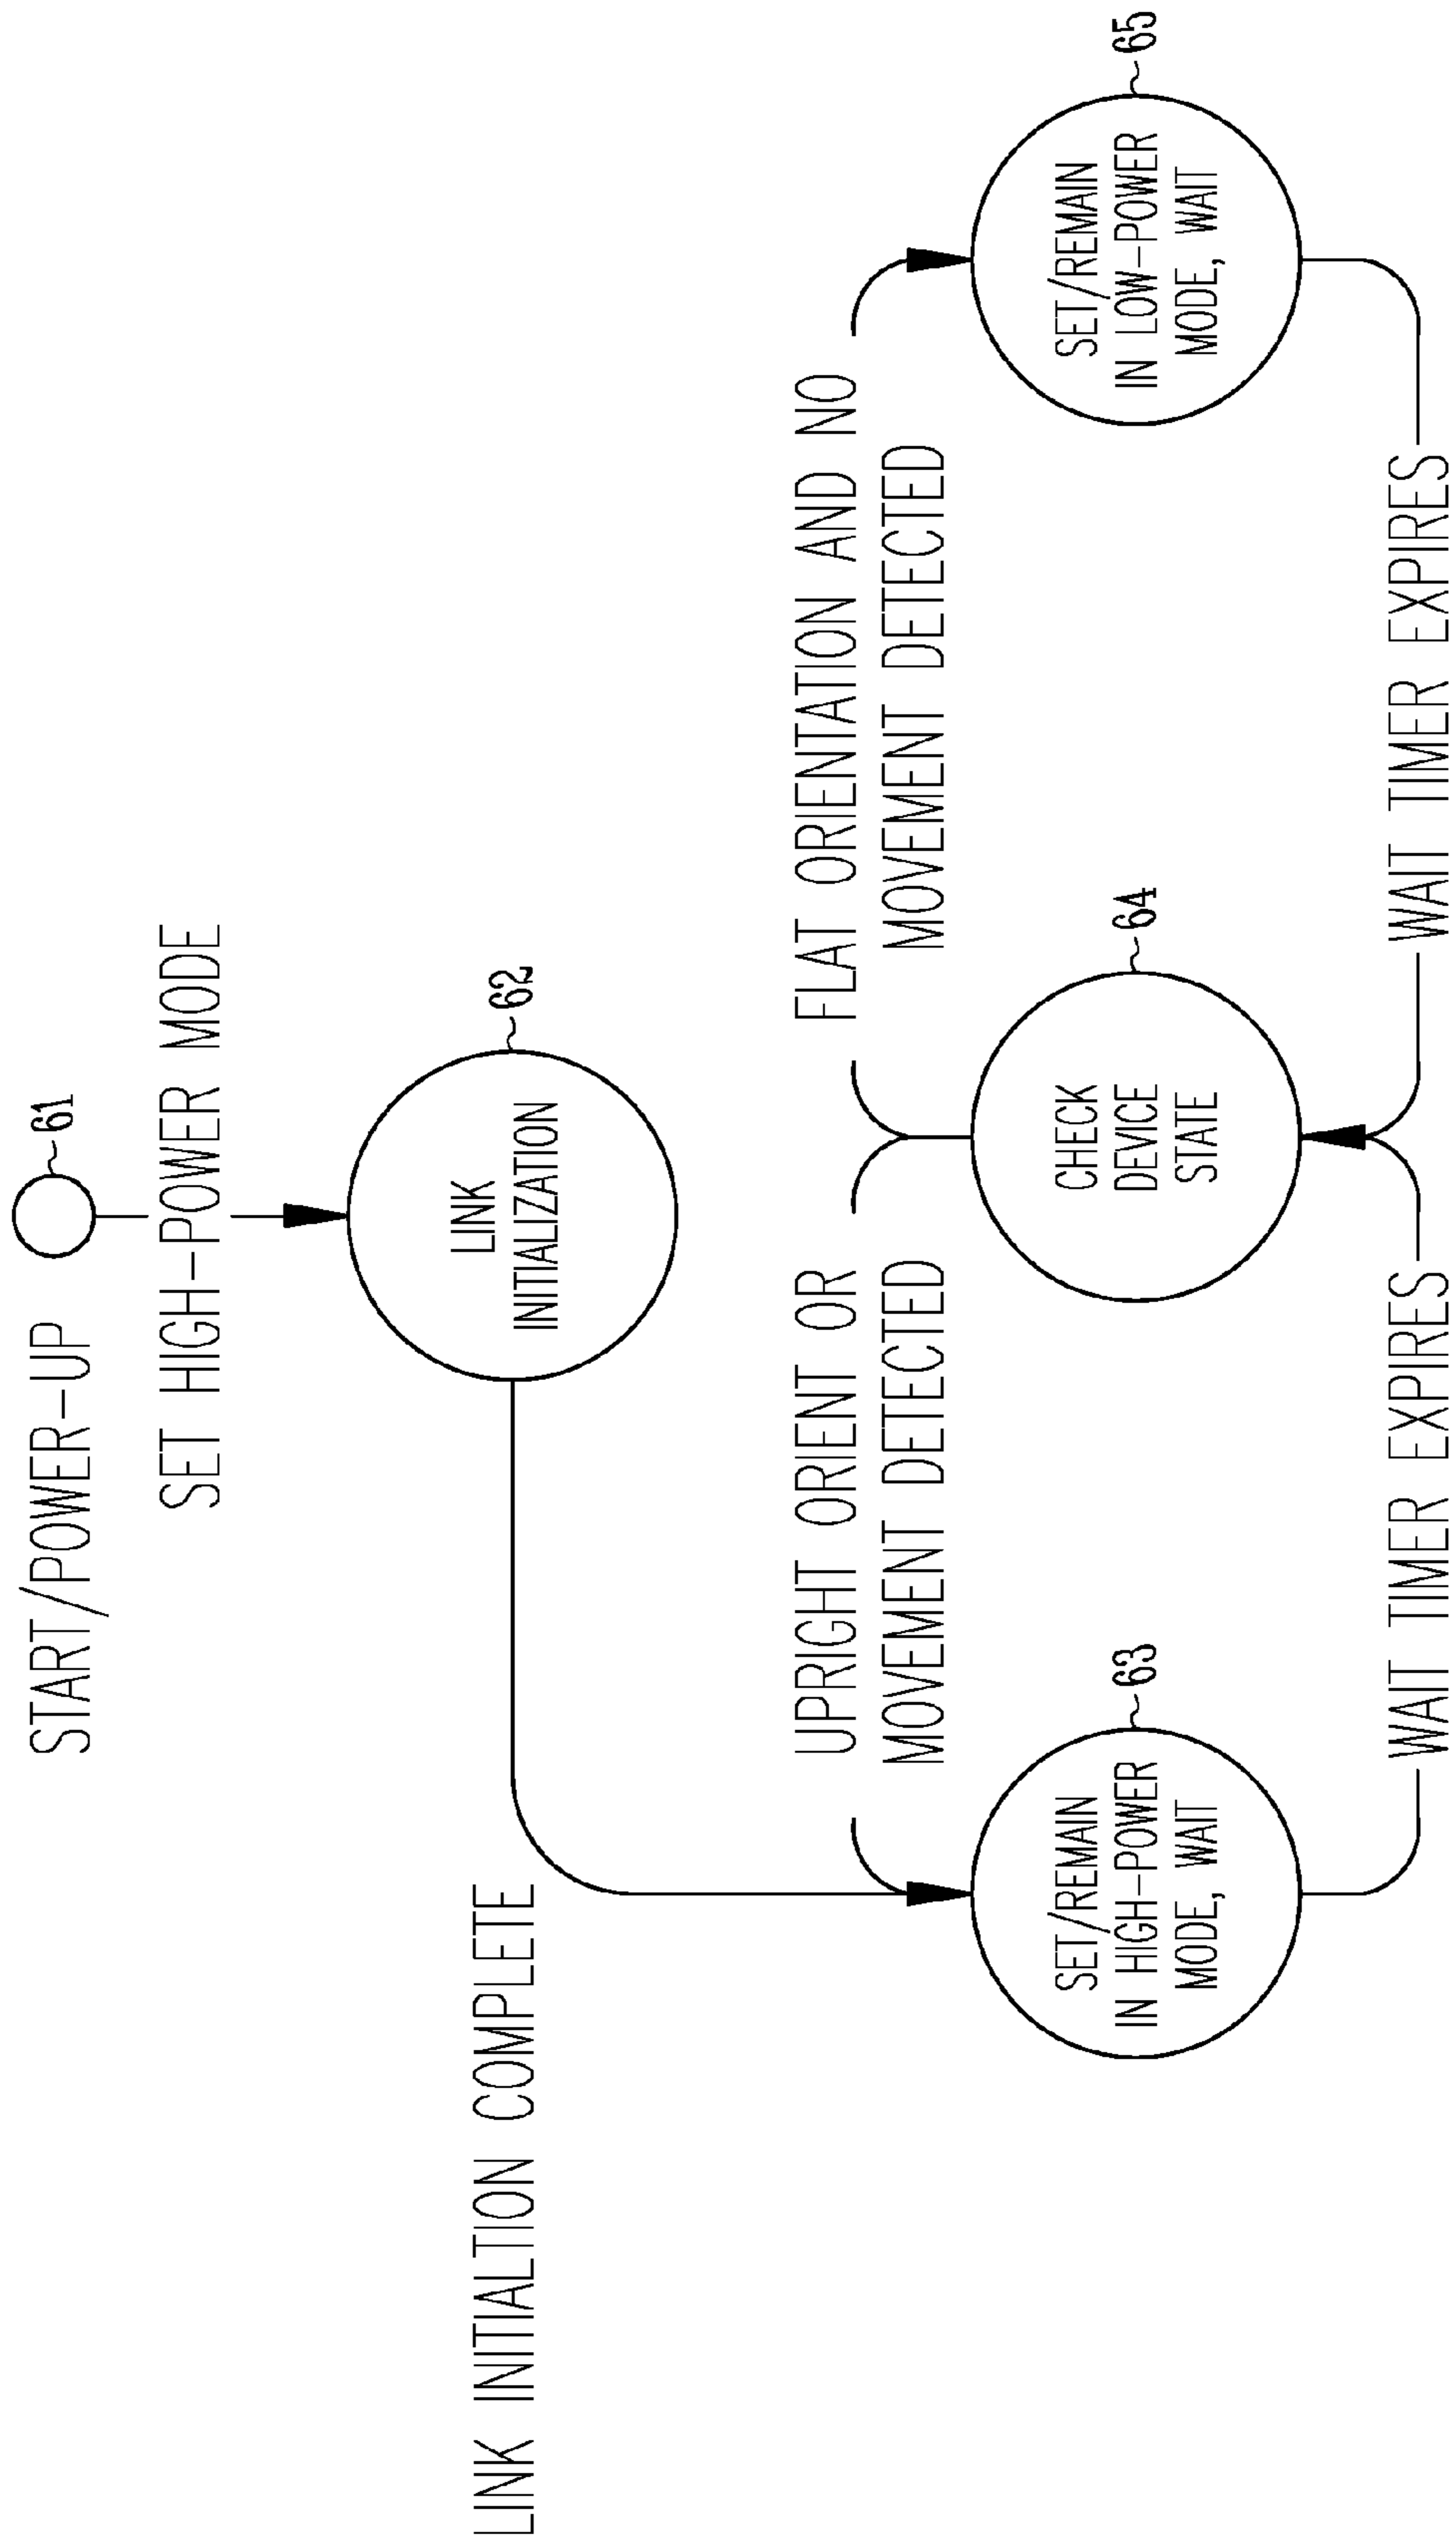 START/POWER-UP
61
SET HIGH-POWER MODE
LINK
INITIALIZATION
62
LINK INITIALTION COMPLETE
UPRIGHT ORIENT OR
MOVEMENT DETECTED
FLAT ORIENTATION AND NO
MOVEMENT DETECTED
SET/REMAIN
IN HIGH-POWER
MODE, WAIT
63
CHECK
DEVICE
STATE
64
SET/REMAIN
IN LOW-POWER
MODE, WAIT
65
WAIT TIMER EXPIRES
WAIT TIMER EXPIRES